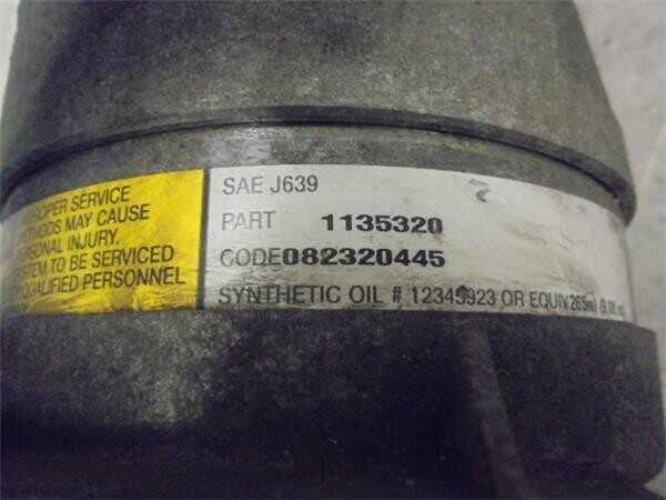 OPER SERVICE
METHODS MAY CAUSE
PERSONAL INJURY.
SYSTEM TO BE SERVICED
QUALIFIED PERSONNEL
SAE J639
PART 1135320
CODE082320445
SYNTHETIC OIL # 12345923 OR EQUIV.265ml